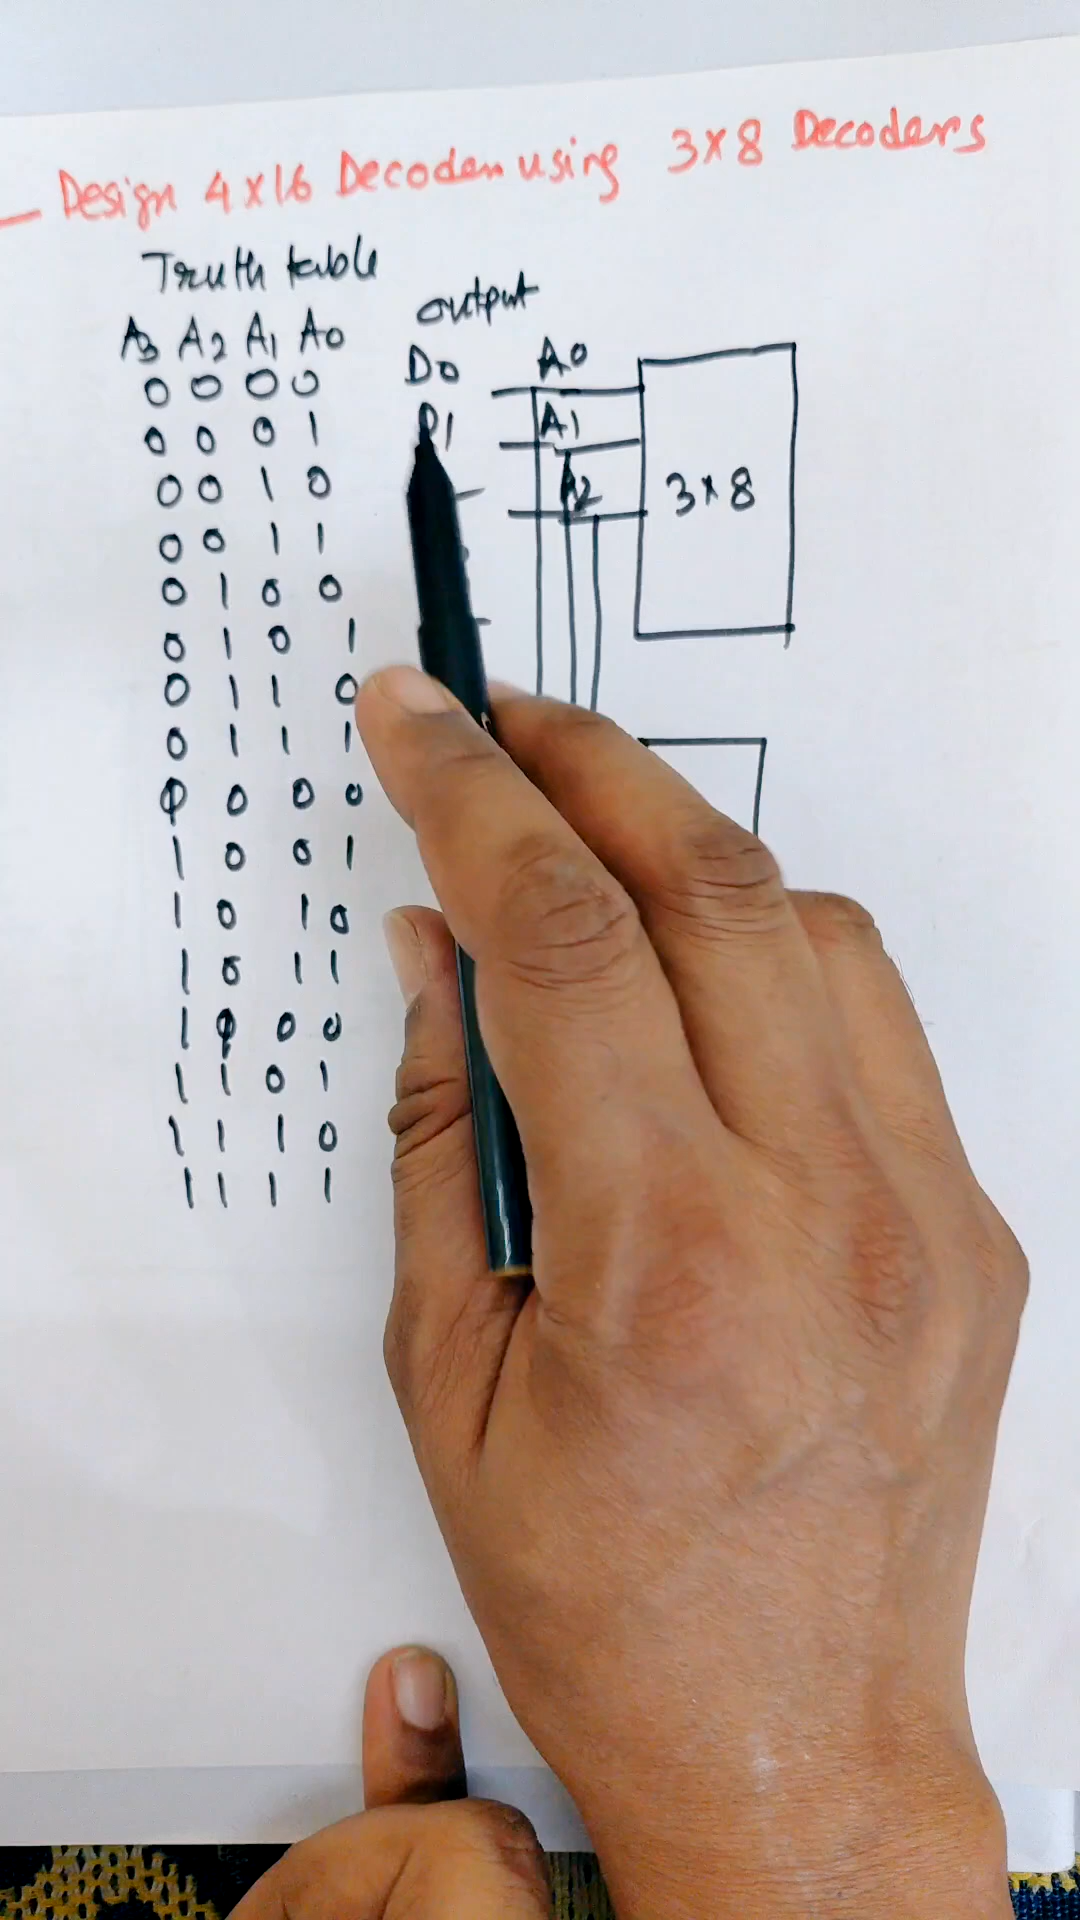 Design 4x16 Decoder using 3x8 Decoders
Truth table
output
A3 A2 A1 A0
0 0 0 0 D0
0 0 0 1 D1
0 0 1 0
0 0 1 1
0 1 0 0
0 1 0 1
0 1 1 0
0 1 1 1
1 0 0 0
1 0 0 1
1 0 1 0
1 0 1 1
1 1 0 0
1 1 0 1
1 1 1 0
1 1 1 1
A0
A1
A2
3x8